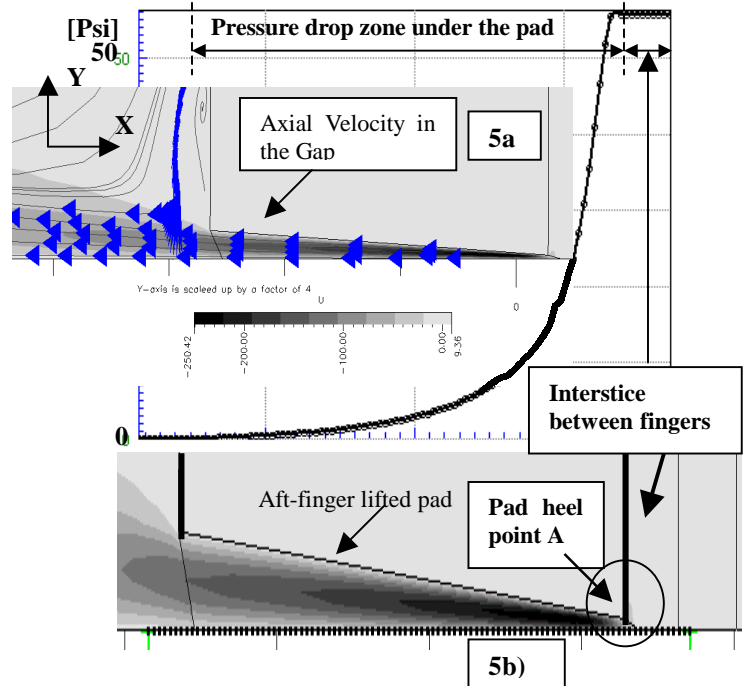 [Psi]
Pressure drop zone under the pad
50
50
Y
X
Axial Velocity in
the Gap
5a
Y-axis is scaleed up by a factor of 4
U
0
-250.42
-200.00
-100.00
0.00
9.36
0
0
Interstice
between fingers
Aft-finger lifted pad
Pad heel
point A
5b)